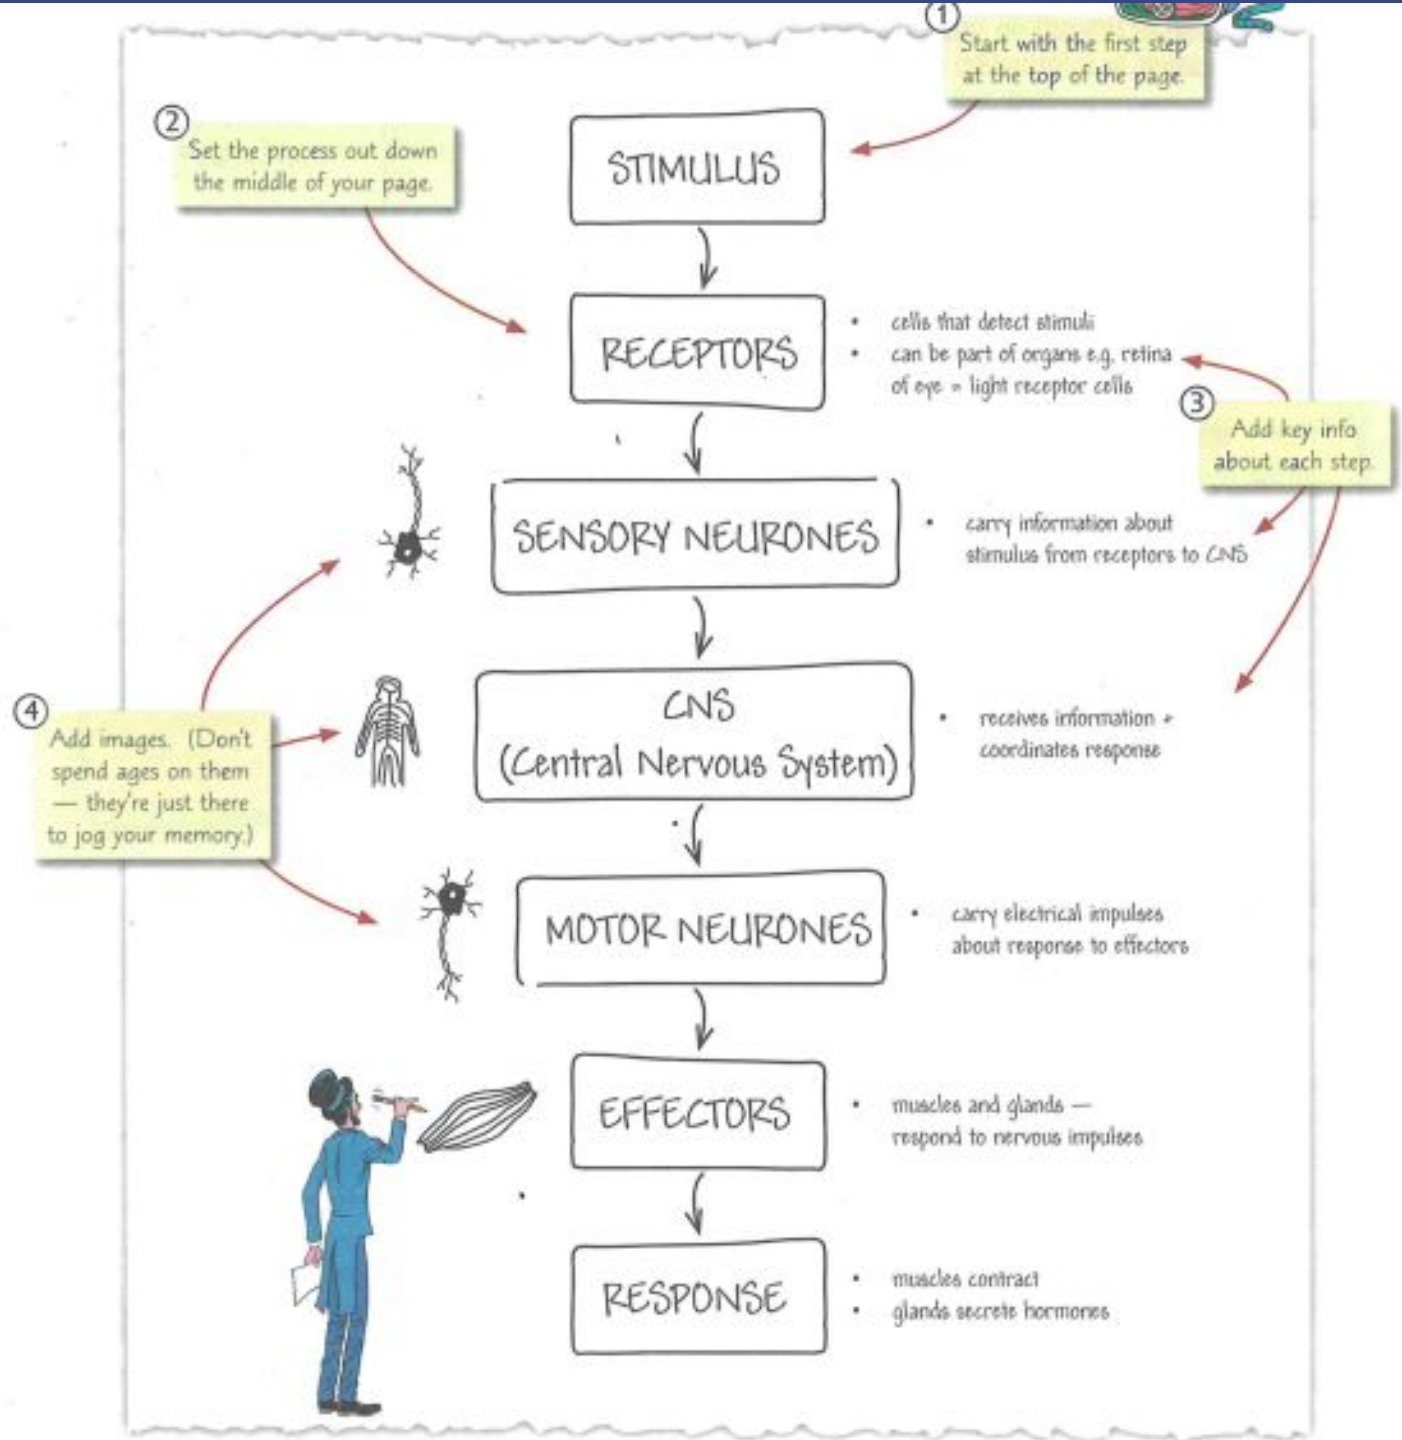 ①
Start with the first step
at the top of the page.
②
Set the process out down
the middle of your page.
STIMULUS
RECEPTORS
• cells that detect stimuli
• can be part of organs e.g. retina
of eye = light receptor cells
③
Add key info
about each step.
SENSORY NEURONES
• carry information about
stimulus from receptors to CNS
CNS
(Central Nervous System)
• receives information +
coordinates response
④
Add images. (Don't
spend ages on them
— they're just there
to jog your memory.)
MOTOR NEURONES
• carry electrical impulses
about response to effectors
EFFECTORS
• muscles and glands —
respond to nervous impulses
RESPONSE
• muscles contract
• glands secrete hormones